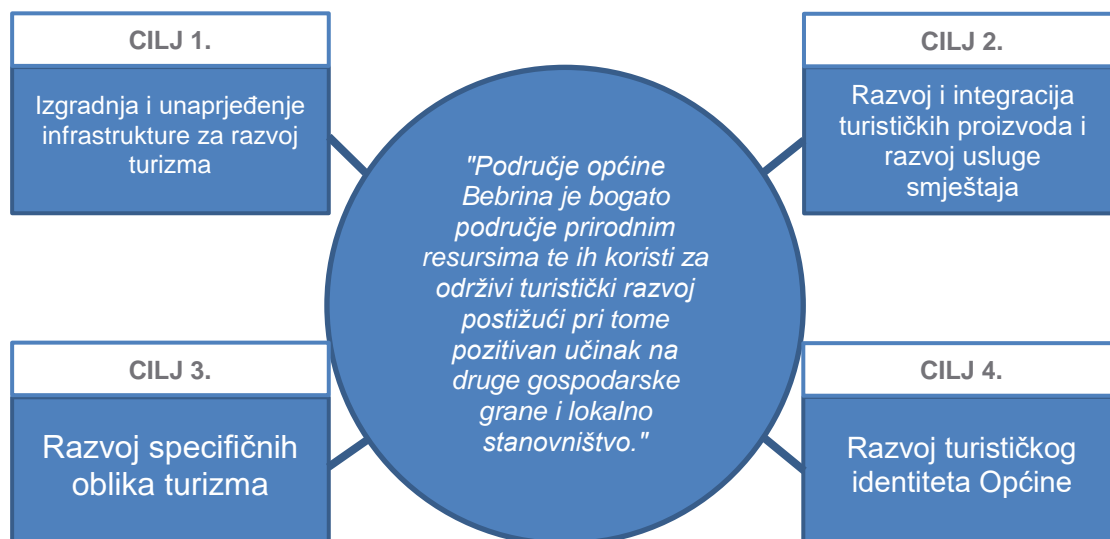 CILJ 1.
Izgradnja i unaprjeđenje
infrastrukture za razvoj
turizma
CILJ 2.
Razvoj i integracija
turističkih proizvoda i
razvoj usluge
smještaja
"Područje općine
Bebrina je bogato
područje prirodnim
resursima te ih koristi za
održivi turistički razvoj
postižući pri tome
pozitivan učinak na
druge gospodarske
grane i lokalno
stanovništvo."
CILJ 3.
Razvoj specifičnih
oblika turizma
CILJ 4.
Razvoj turističkog
identiteta Općine